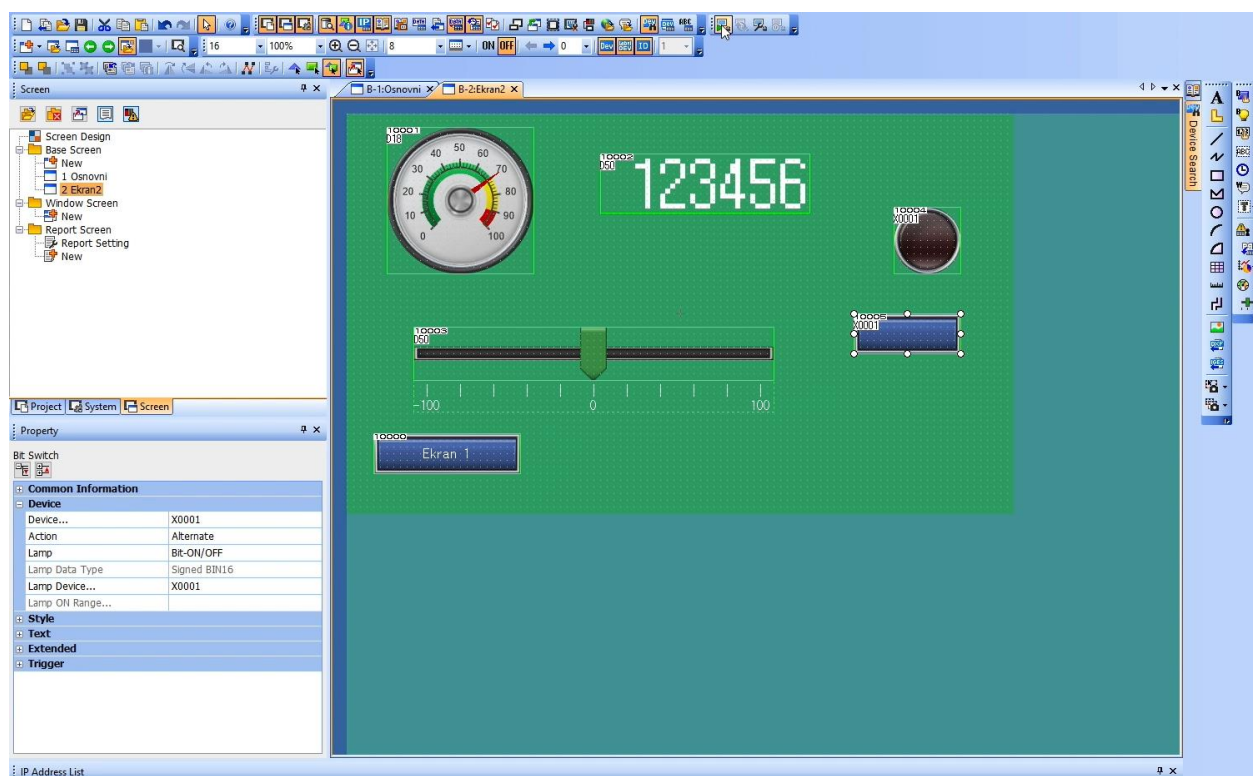 16 100% 8 ON OFF 0 Dev ID 1
Screen
B-1:Osnovni
B-2:Ekran2
Screen Design
Base Screen
New
1 Osnovni
2 Ekran2
Window Screen
New
Report Screen
Report Setting
New
Project System Screen
Property
Bit Switch
Common Information
Device
Device... X0001
Action Alternate
Lamp Bit-ON/OFF
Lamp Data Type Signed BIN16
Lamp Device... X0001
Lamp ON Range...
Style
Text
Extended
Trigger
IP Address List
10001
D18
0 10 20 30 40 50 60 70 80 90 100
10002
D50
123456
10004
X0001
10005
X0001
10003
D50
-100 0 100
10000
Ekran 1
Device Search